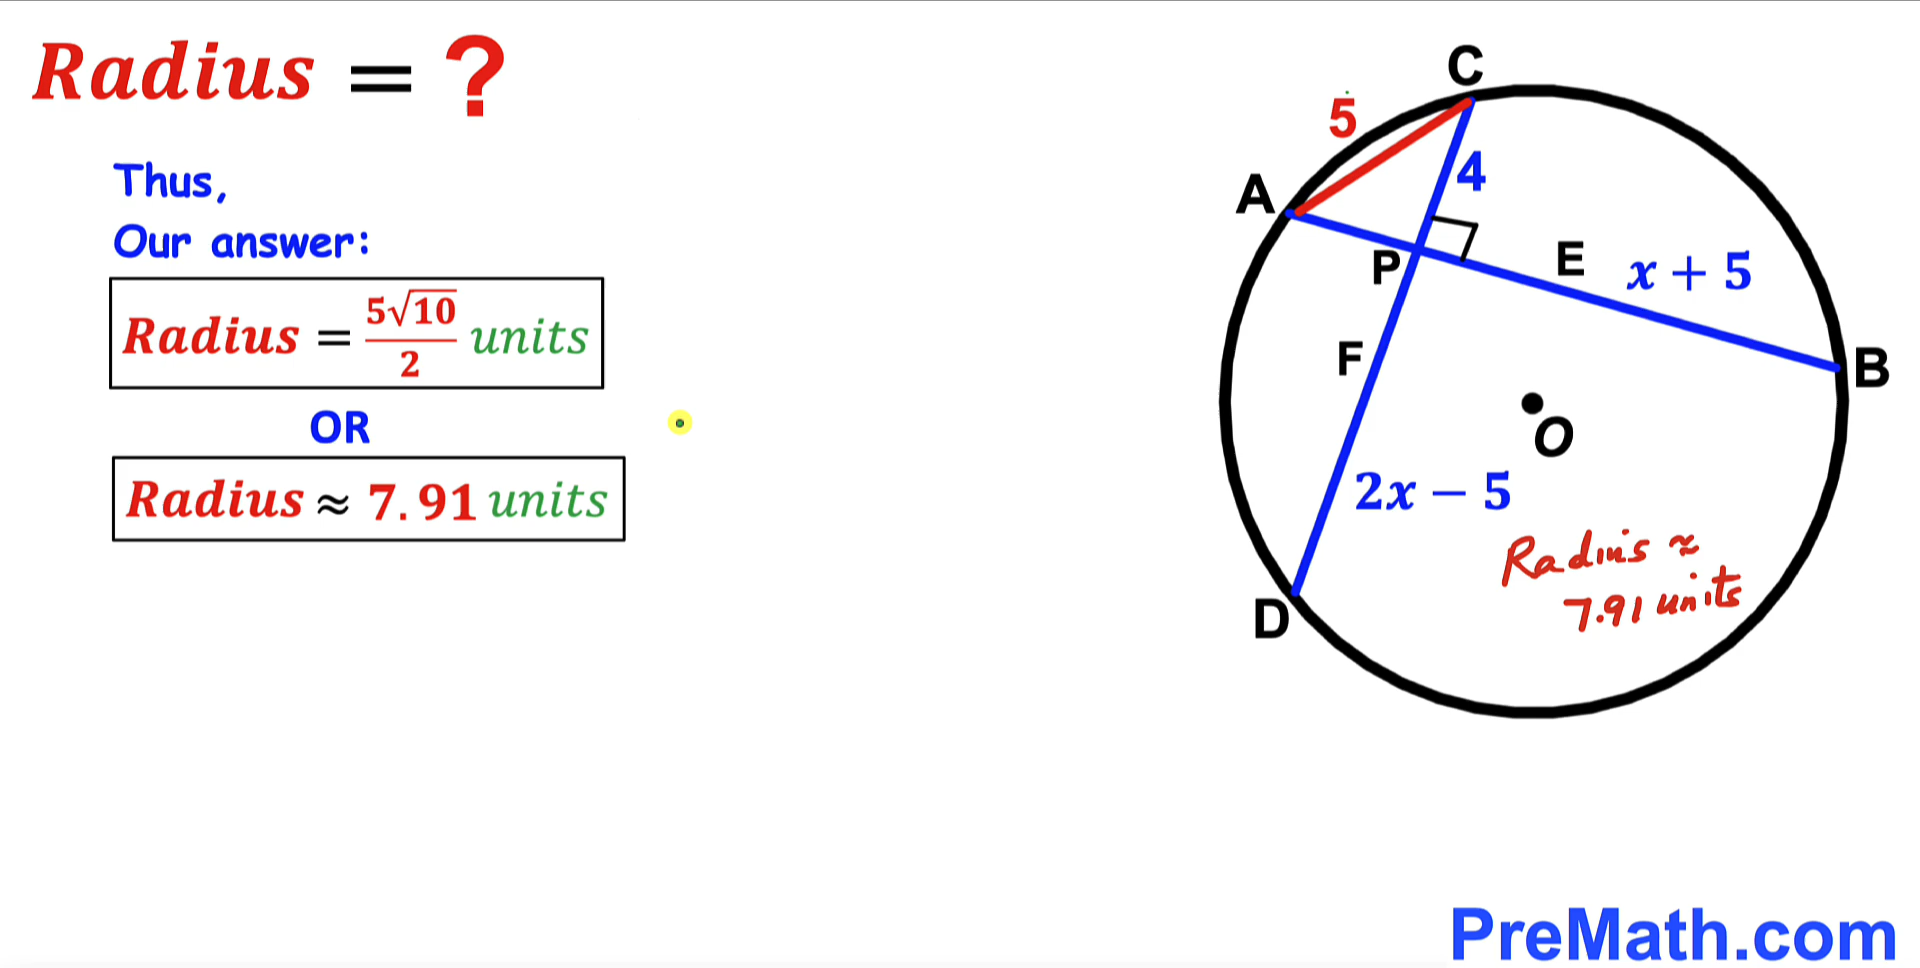 Radius = ?
Thus,
Our answer:
Radius = 5√10/2 units
OR
Radius ≈ 7.91 units
C
5
4
A
P
E
x + 5
F
B
O
2x − 5
Radius ≈
7.91 units
D
PreMath.com